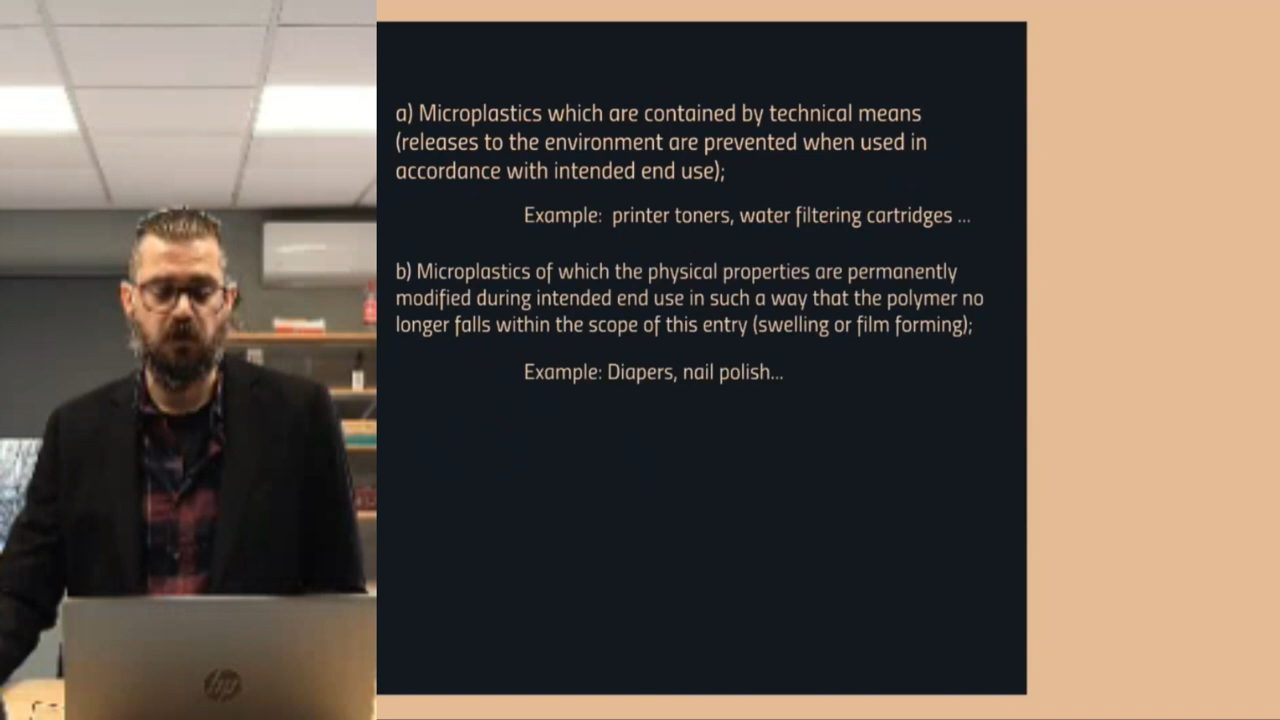 a) Microplastics which are contained by technical means
(releases to the environment are prevented when used in
accordance with intended end use);
Example: printer toners, water filtering cartridges ...
b) Microplastics of which the physical properties are permanently
modified during intended end use in such a way that the polymer no
longer falls within the scope of this entry (swelling or film forming);
Example: Diapers, nail polish...
hp